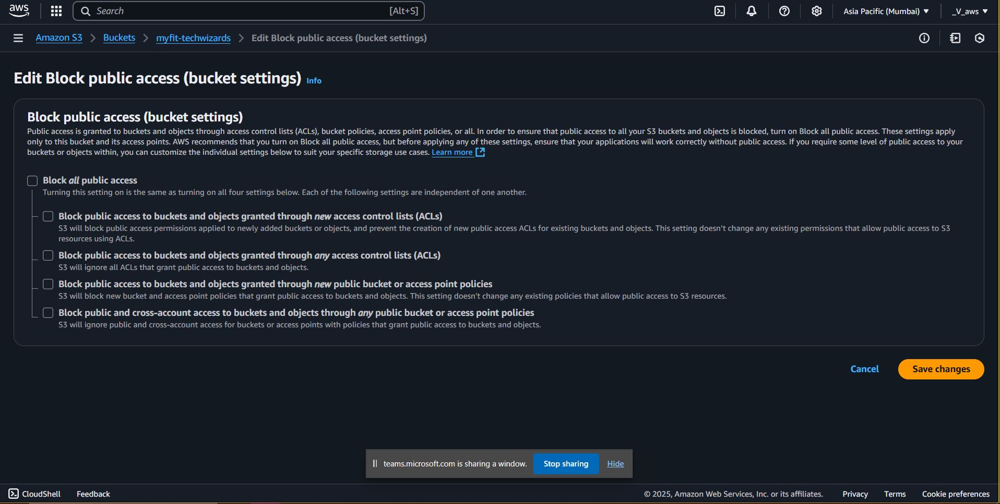 aws
Search [Alt+S]
Asia Pacific (Mumbai)
_V_aws
Amazon S3
Buckets
myfit-techwizards
Edit Block public access (bucket settings)
Edit Block public access (bucket settings) Info
Block public access (bucket settings)
Public access is granted to buckets and objects through access control lists (ACLs), bucket policies, access point policies, or all. In order to ensure that public access to all your S3 buckets and objects is blocked, turn on Block all public access. These settings apply
only to this bucket and its access points. AWS recommends that you turn on Block all public access, but before applying any of these settings, ensure that your applications will work correctly without public access. If you require some level of public access to your
buckets or objects within, you can customize the individual settings below to suit your specific storage use cases. Learn more
Block all public access
Turning this setting on is the same as turning on all four settings below. Each of the following settings are independent of one another.
Block public access to buckets and objects granted through new access control lists (ACLs)
S3 will block public access permissions applied to newly added buckets or objects, and prevent the creation of new public access ACLs for existing buckets and objects. This setting doesn’t change any existing permissions that allow public access to S3
resources using ACLs.
Block public access to buckets and objects granted through any access control lists (ACLs)
S3 will ignore all ACLs that grant public access to buckets and objects.
Block public access to buckets and objects granted through new public bucket or access point policies
S3 will block new bucket and access point policies that grant public access to buckets and objects. This setting doesn't change any existing policies that allow public access to S3 resources.
Block public and cross-account access to buckets and objects through any public bucket or access point policies
S3 will ignore public and cross-account access for buckets or access points with policies that grant public access to buckets and objects.
Cancel
Save changes
teams.microsoft.com is sharing a window.
Stop sharing
Hide
CloudShell
Feedback
© 2025, Amazon Web Services, Inc. or its affiliates.
Privacy
Terms
Cookie preferences